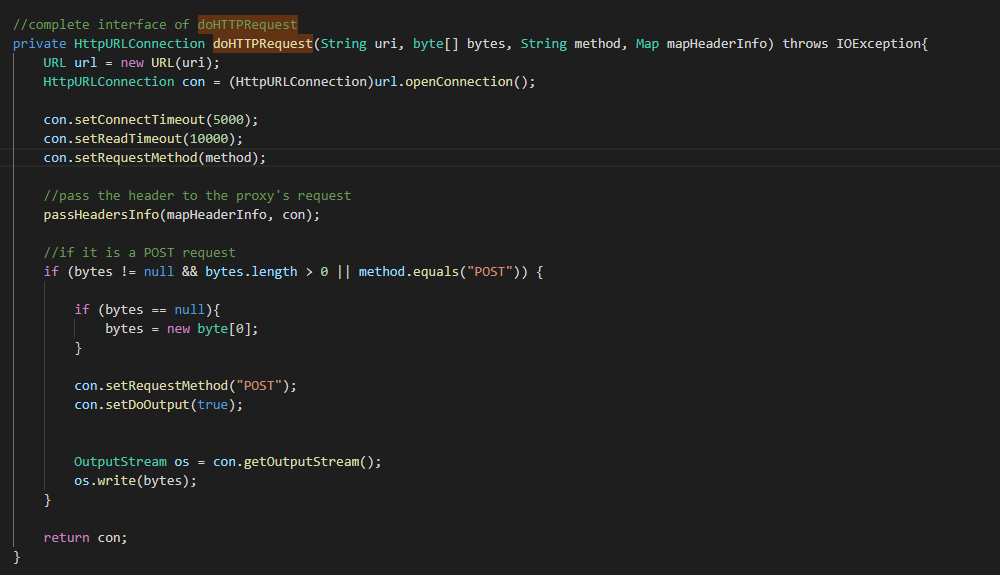 //complete interface of doHTTPRequest
private HttpURLConnection doHTTPRequest(String uri, byte[] bytes, String method, Map mapHeaderInfo) throws IOException{
URL url = new URL(uri);
HttpURLConnection con = (HttpURLConnection)url.openConnection();
con.setConnectTimeout(5000);
con.setReadTimeout(10000);
con.setRequestMethod(method);
//pass the header to the proxy's request
passHeadersInfo(mapHeaderInfo, con);
//if it is a POST request
if (bytes != null && bytes.length > 0 || method.equals("POST")) {
if (bytes == null){
bytes = new byte[0];
}
con.setRequestMethod("POST");
con.setDoOutput(true);
OutputStream os = con.getOutputStream();
os.write(bytes);
}
return con;
}